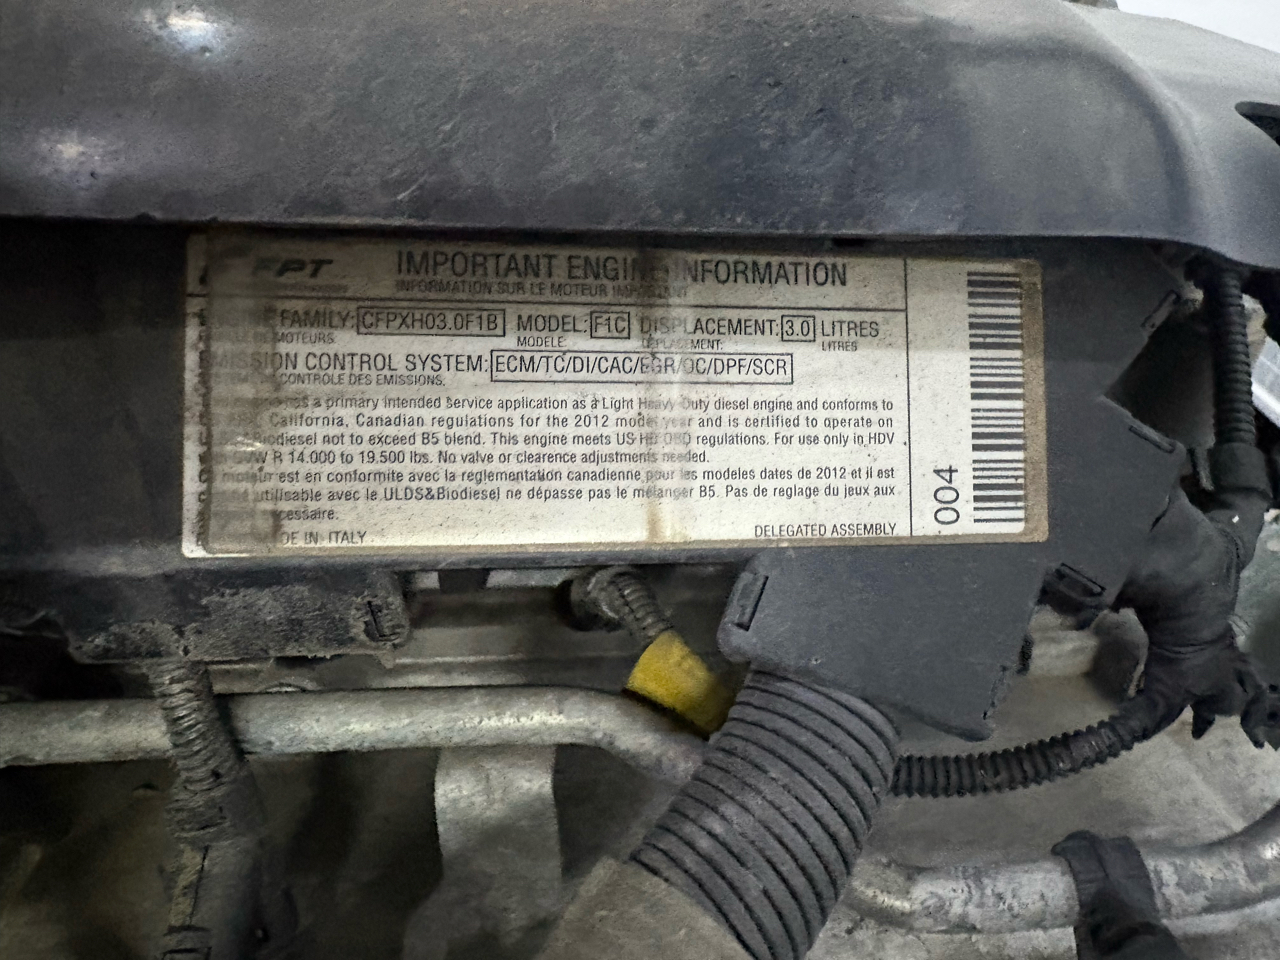 FPT IMPORTANT ENGINE INFORMATION
INFORMATION SUR LE MOTEUR IMPORTANT
FAMILY: CFPXH03.0F1B MODEL: F1C DISPLACEMENT: 3.0 LITRES
MOTEURS: MODELE: LITRES
CONTROL SYSTEM: ECM/TC/DI/CAC/EGR/OC/DPF/SCR
CONTROLE DES EMISSIONS:
a primary intended service application as a Light Heavy Duty diesel engine and conforms to
California, Canadian regulations for the 2012 model year and is certified to operate on
Biodiesel not to exceed B5 blend. This engine meets US HD OBD regulations. For use only in HDV
R 14.000 to 19.500 lbs. No valve or clearence adjustments needed.
moteur est en conformite avec la reglementation canadienne pour les modeles dates de 2012 et il est
utilisable avec le ULDS&Biodiesel ne dépasse pas le mélanger B5. Pas de reglage du jeux aux
IN ITALY DELEGATED ASSEMBLY
004